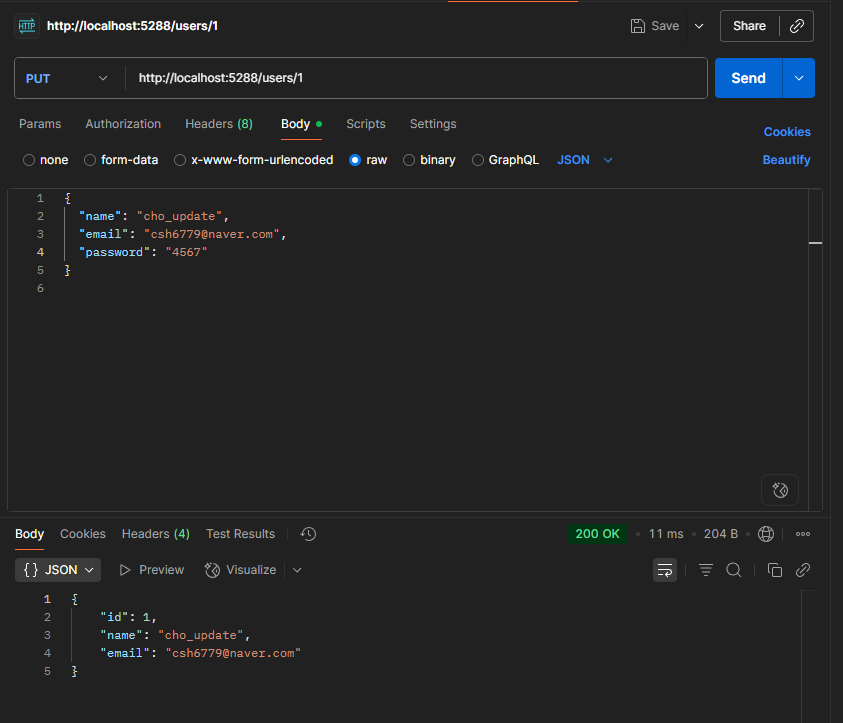 HTTP http://localhost:5288/users/1 Save Share
PUT http://localhost:5288/users/1 Send
Params Authorization Headers (8) Body Scripts Settings Cookies
none form-data x-www-form-urlencoded raw binary GraphQL JSON Beautify
1 {
2 "name": "cho_update",
3 "email": "csh6779@naver.com",
4 "password": "4567"
5 }
6
Body Cookies Headers (4) Test Results 200 OK • 11 ms • 204 B •
{} JSON Preview Visualize
1 {
2 "id": 1,
3 "name": "cho_update",
4 "email": "csh6779@naver.com"
5 }